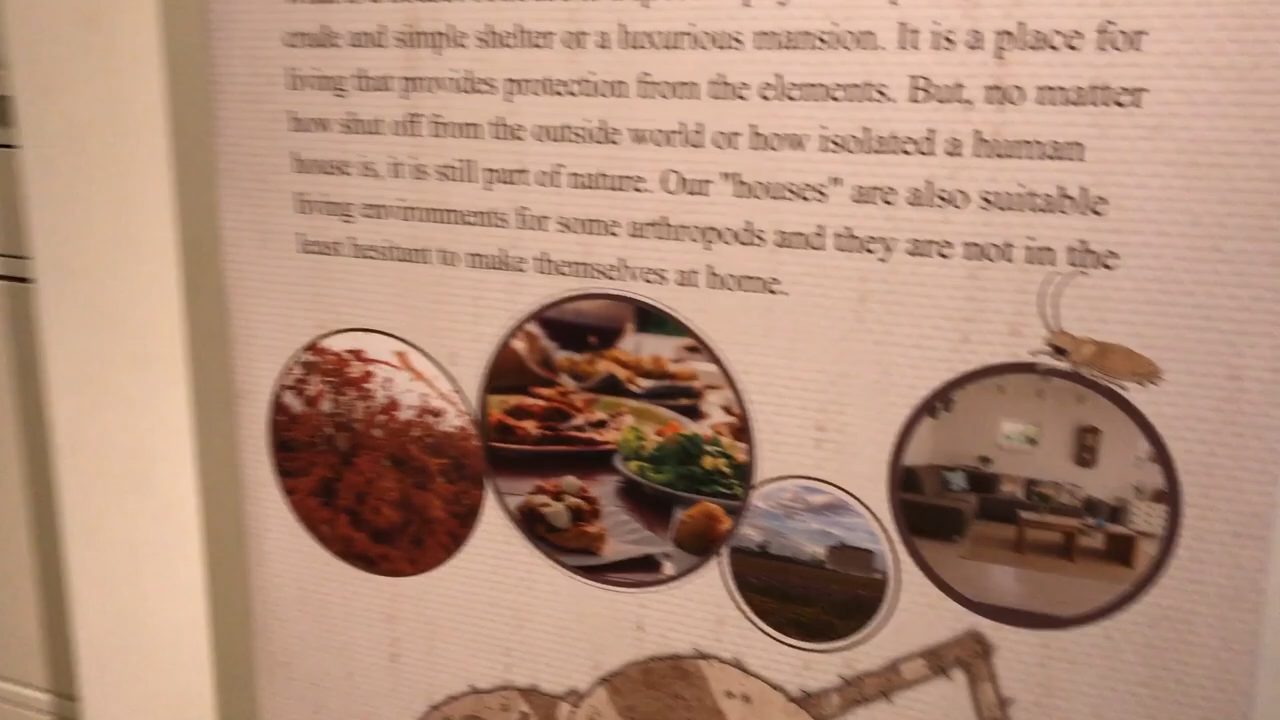 crude and simple shelter or a luxurious mansion. It is a place for
living that provides protection from the elements. But, no matter
how shut off from the outside world or how isolated a human
house is, it is still part of nature. Our "houses" are also suitable
living environments for some arthropods and they are not in the
least hesitant to make themselves at home.